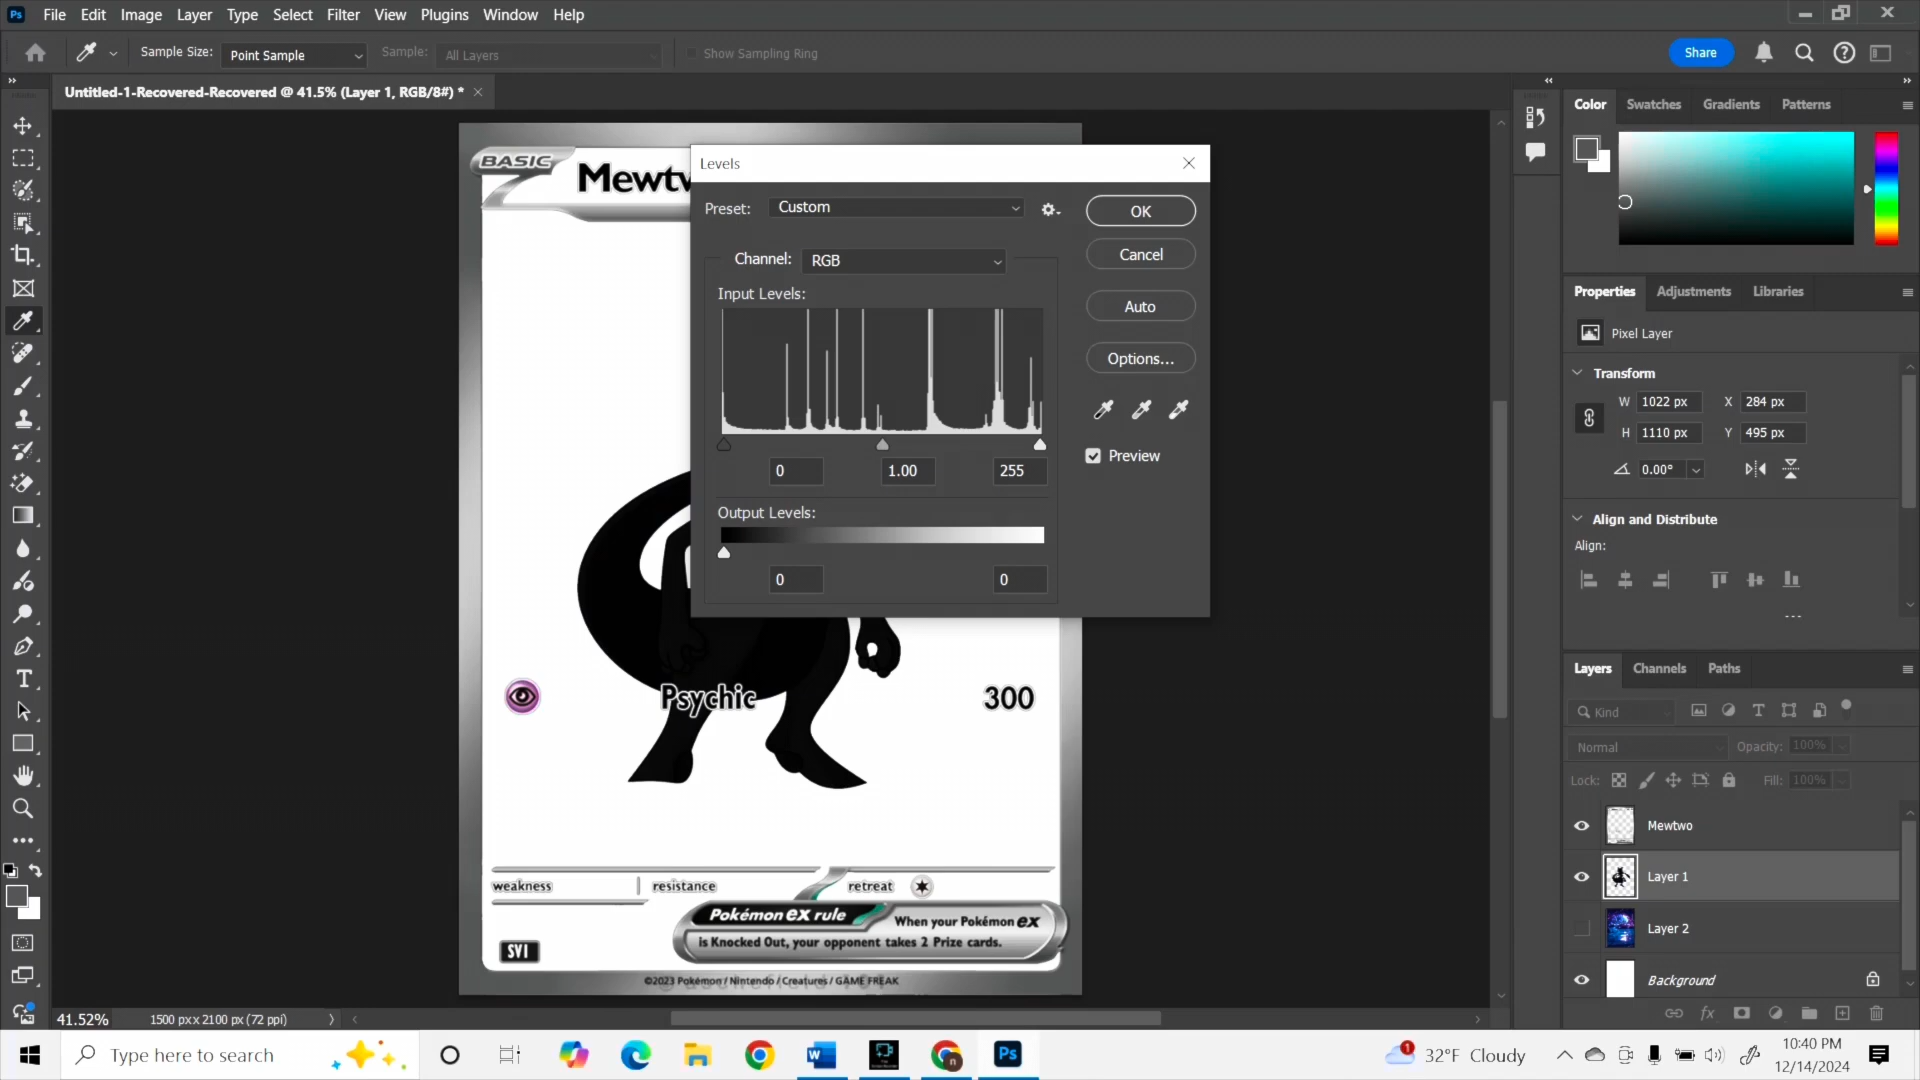 Ps File Edit Image Layer Type Select Filter View Plugins Window Help
Sample Size: Point Sample Sample: All Layers Show Sampling Ring Share
Untitled-1-Recovered-Recovered @ 41.5% (Layer 1, RGB/8#) *
BASIC
Levels
Preset: Custom
Channel: RGB
Input Levels:
0 1.00 255
Output Levels:
0 0
OK
Cancel
Auto
Options...
Preview
Psychic 300
weakness resistance retreat
Pokémon ex rule When your Pokémon ex
is Knocked Out, your opponent takes 2 Prize cards.
SVI
©2023 Pokémon / Nintendo / Creatures / GAME FREAK
Color Swatches Gradients Patterns
Properties Adjustments Libraries
Pixel Layer
Transform
W 1022 px X 284 px
H 1110 px Y 495 px
0.00°
Align and Distribute
Align:
Layers Channels Paths
Kind
Normal Opacity: 100%
Lock: Fill: 100%
Mewtwo
Layer 1
Layer 2
Background
fx
41.52% 1500 px x 2100 px (72 ppi)
Type here to search
32°F Cloudy
10:40 PM
12/14/2024